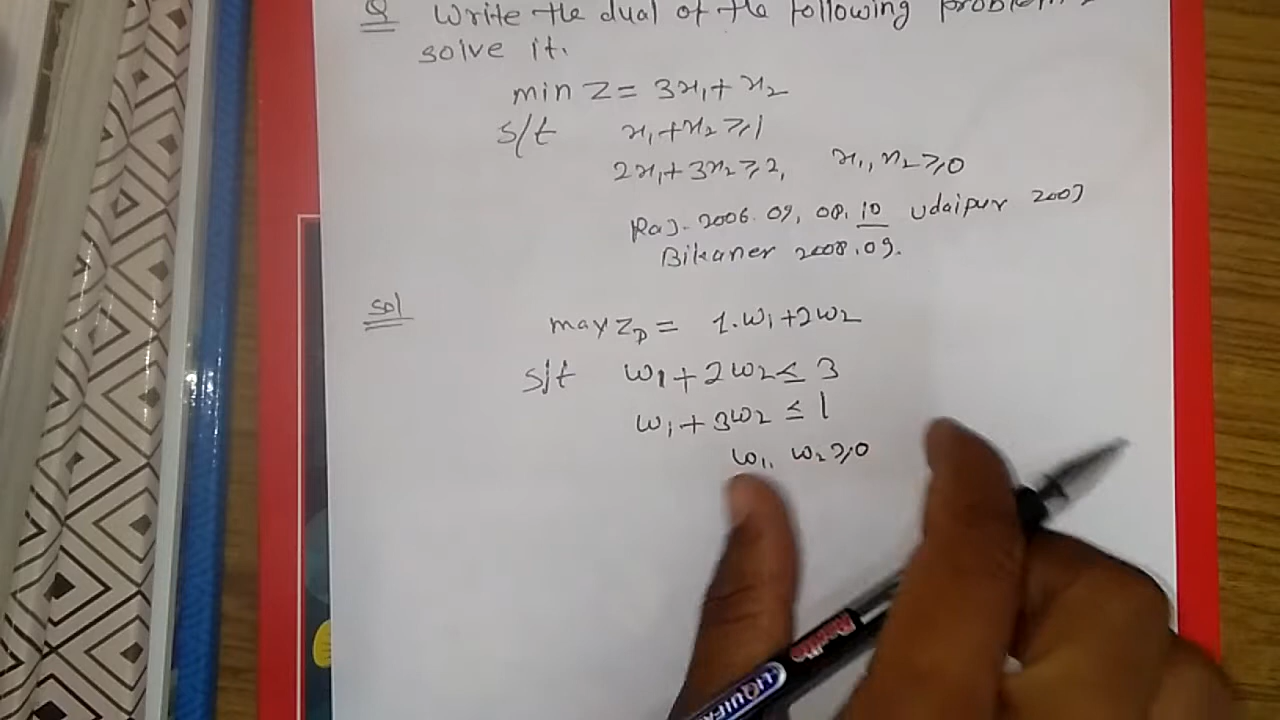 Q Write the dual of the following problem &
solve it.
min Z = 3x₁ + x₂
s/t x₁ + x₂ ≥ 1
2x₁ + 3x₂ ≥ 2, x₁, x₂ ≥ 0
Raj. 2006. 09, 08. 10 Udaipur 2007
Bikaner 2008. 09.
Sol
max Z_D = 1.w₁ + 2w₂
s/t w₁ + 2w₂ ≤ 3
w₁ + 3w₂ ≤ 1
w₁, w₂ ≥ 0